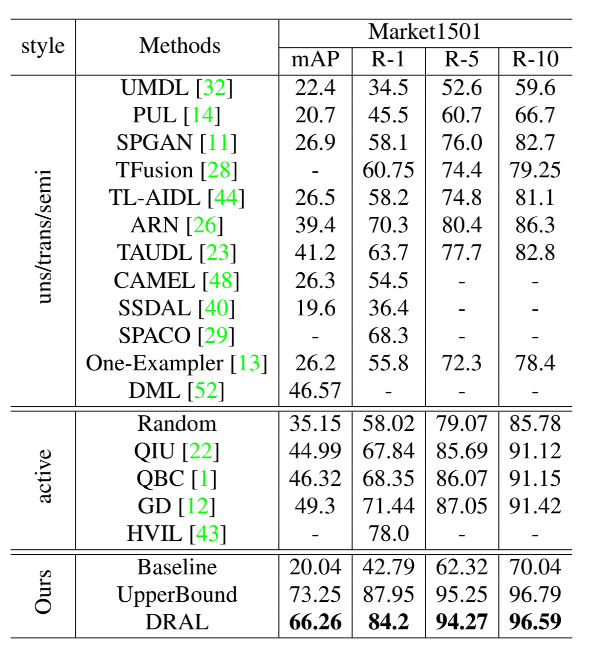 style Methods Market1501
mAP R-1 R-5 R-10
uns/trans/semi
UMDL [32] 22.4 34.5 52.6 59.6
PUL [14] 20.7 45.5 60.7 66.7
SPGAN [11] 26.9 58.1 76.0 82.7
TFusion [28] - 60.75 74.4 79.25
TL-AIDL [44] 26.5 58.2 74.8 81.1
ARN [26] 39.4 70.3 80.4 86.3
TAUDL [23] 41.2 63.7 77.7 82.8
CAMEL [48] 26.3 54.5 - -
SSDAL [40] 19.6 36.4 - -
SPACO [29] - 68.3 - -
One-Exampler [13] 26.2 55.8 72.3 78.4
DML [52] 46.57 - - -
active
Random 35.15 58.02 79.07 85.78
QIU [22] 44.99 67.84 85.69 91.12
QBC [1] 46.32 68.35 86.07 91.15
GD [12] 49.3 71.44 87.05 91.42
HVIL [43] - 78.0 - -
Ours
Baseline 20.04 42.79 62.32 70.04
UpperBound 73.25 87.95 95.25 96.79
DRAL 66.26 84.2 94.27 96.59